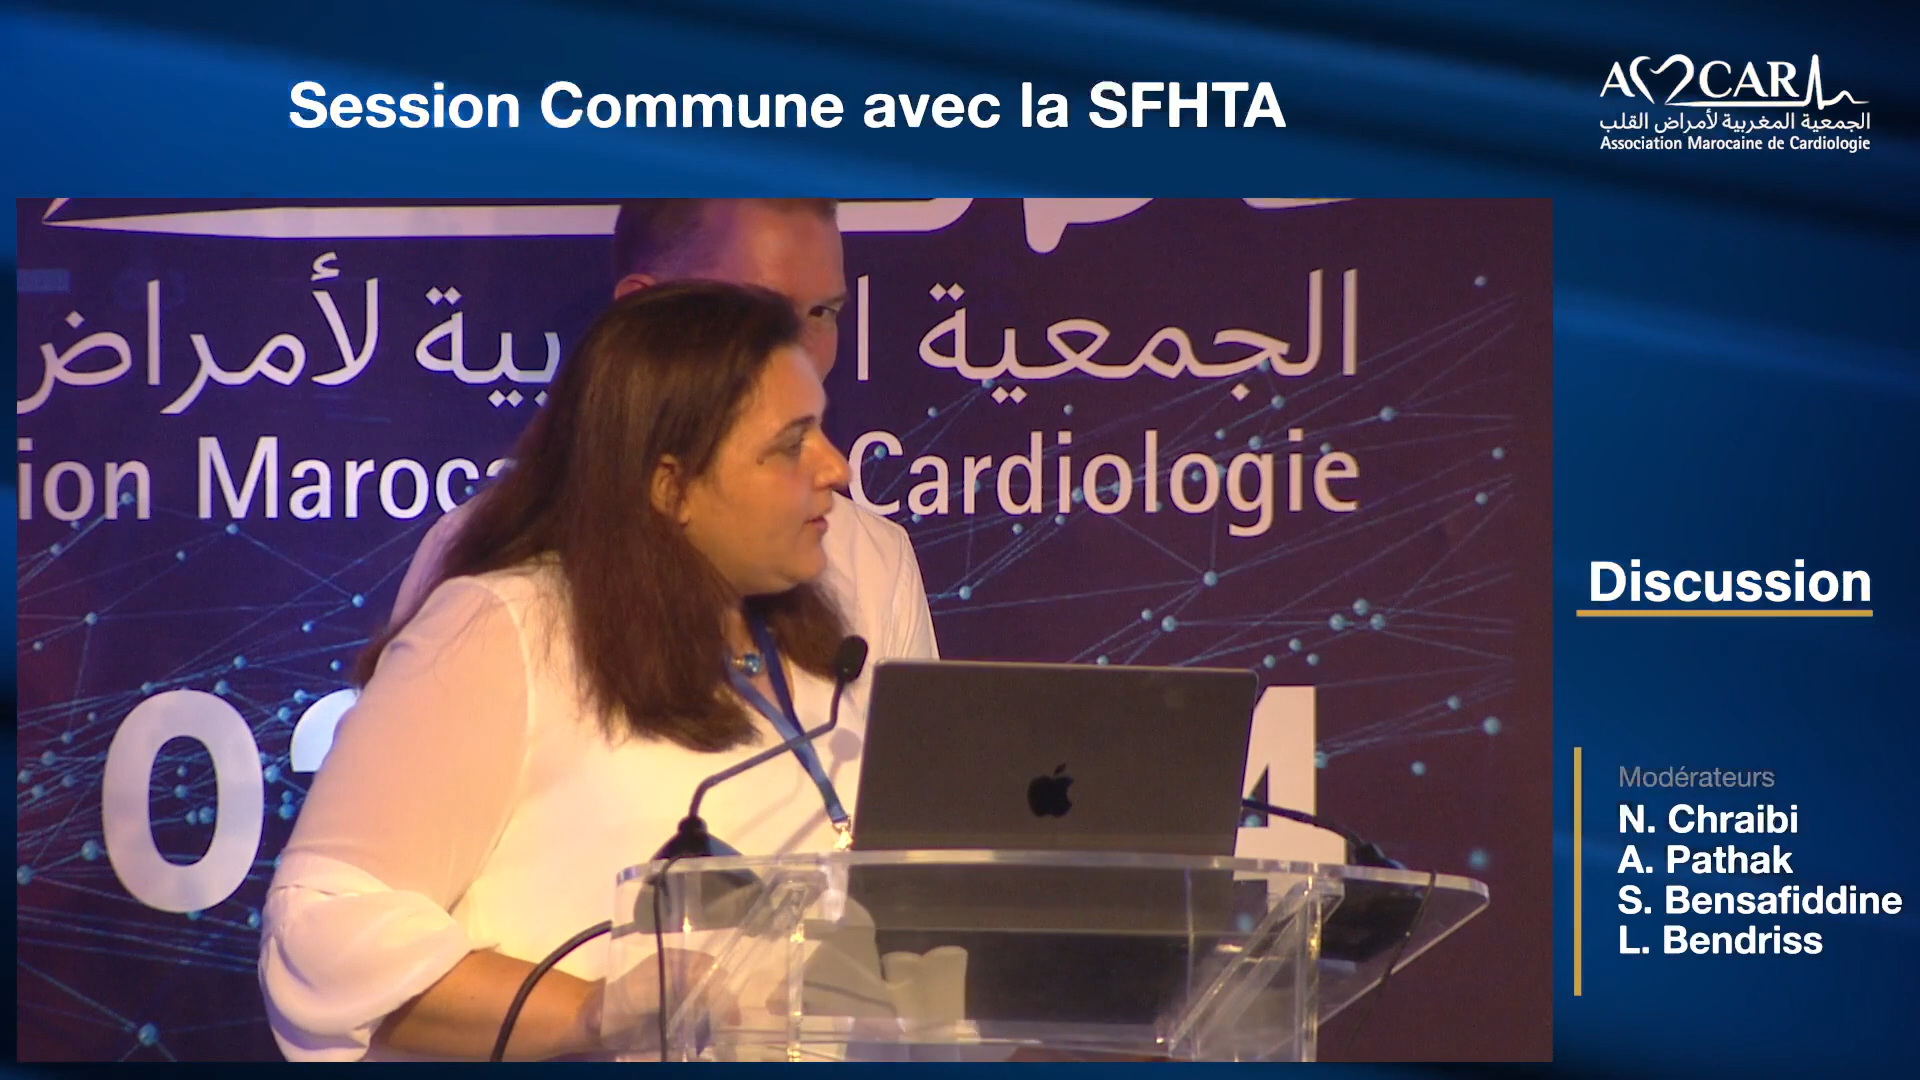 Session Commune avec la SFHTA
AMCAR
الجمعية المغربية لأمراض القلب
Association Marocaine de Cardiologie
الجمعية ا بية لأمراض
ion Maroc Cardiologie
Discussion
Modérateurs
N. Chraibi
A. Pathak
S. Bensafiddine
L. Bendriss